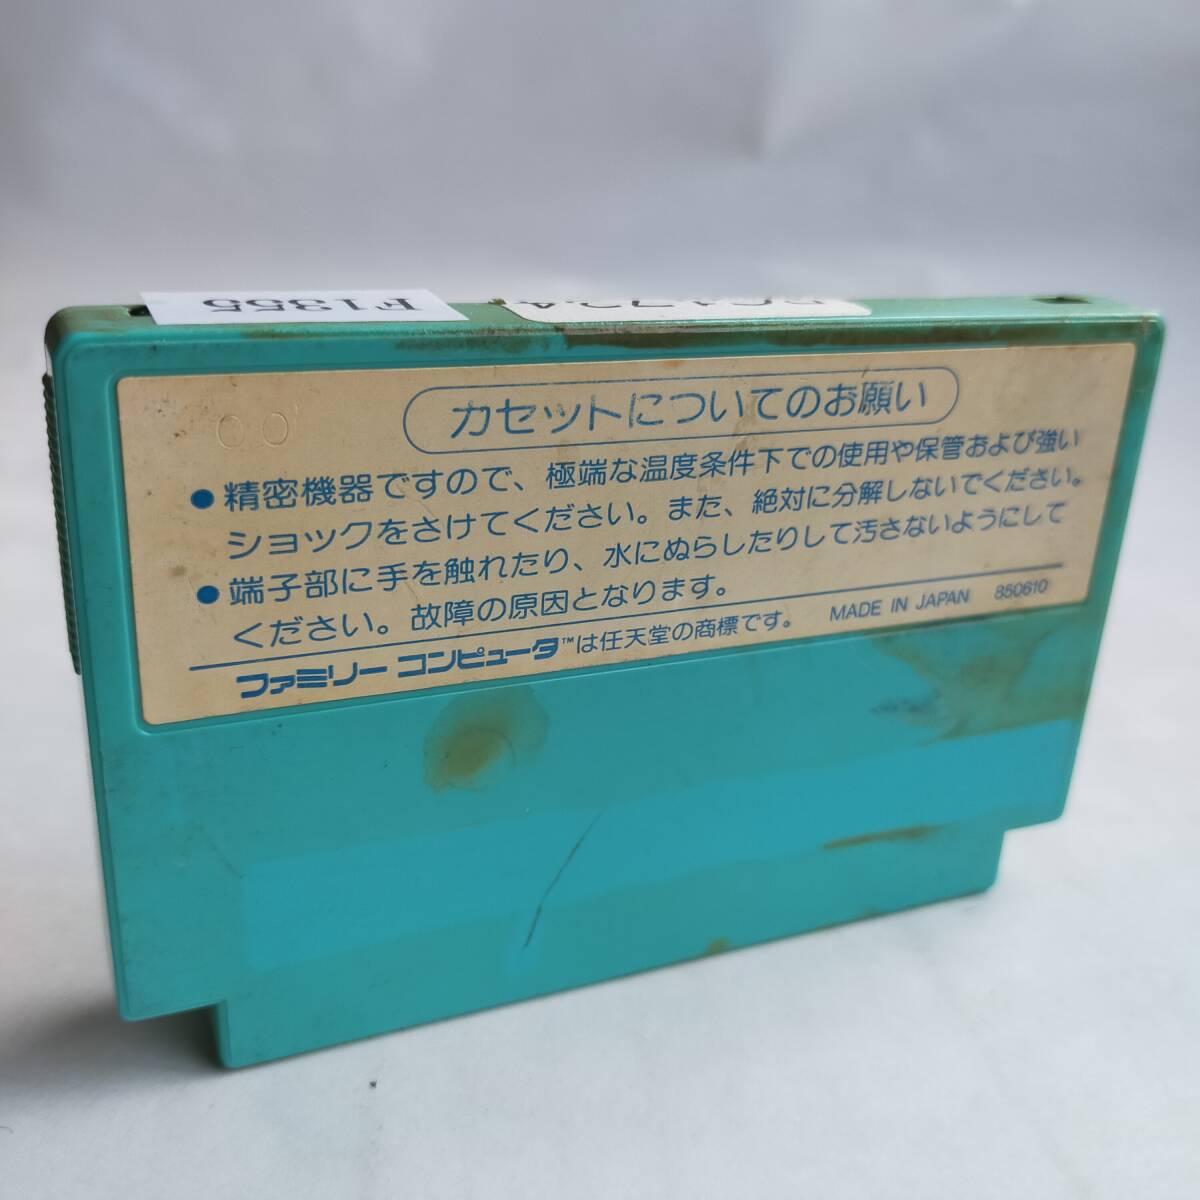 F1355
カセットについてのお願い
●精密機器ですので、極端な温度条件下での使用や保管および強い
ショックをさけてください。また、絶対に分解しないでください。
●端子部に手を触れたり、水にぬらしたりして汚さないようにして
ください。故障の原因となります。
ファミリー コンピュータ™は任天堂の商標です。 MADE IN JAPAN 850610